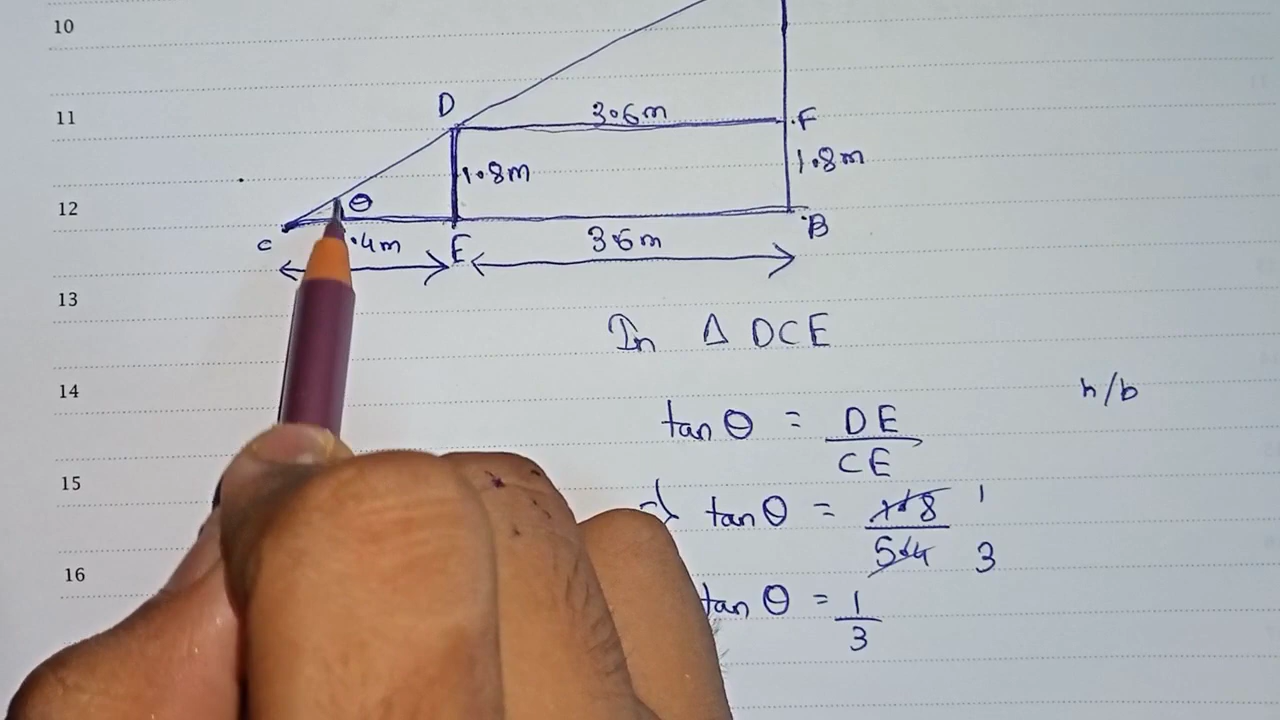 10
D
3.6m
11
F
1.8m
1.8m
θ
12
C
.4m
E
3.6m
B
13
In Δ DCE
14
h/b
tan θ = DE
CE
15
⇒ tan θ = 1.8 1
5.4 3
16
tan θ = 1
3